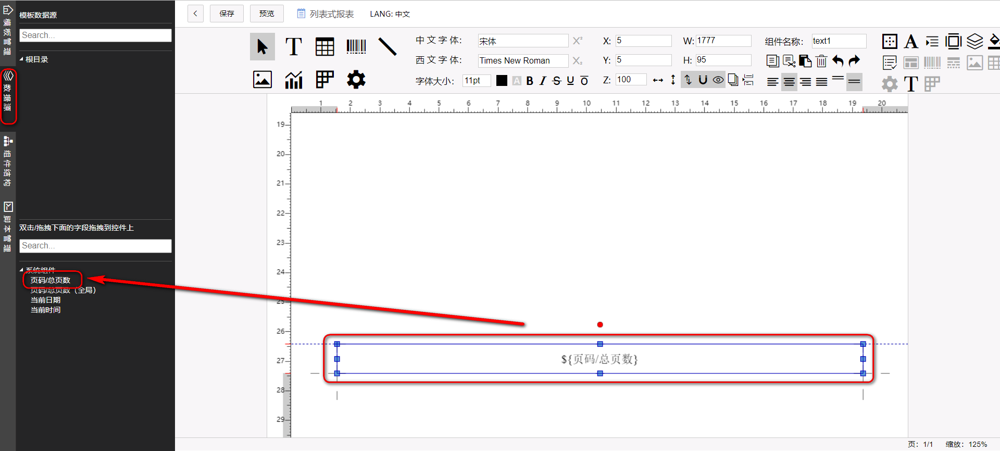 模板管理
数据源
组件结构
脚本管理
模板数据源
Search...
根目录
双击/拖拽下面的字段拖拽到控件上
Search...
系统组件
页码/总页数
页码/总页数（全局）
当前日期
当前时间
保存
预览
列表式报表
LANG: 中文
中文字体：
宋体
X²
X: 5
W: 1777
组件名称：
text1
西文字体：
Times New Roman
X₂
Y: 5
H: 95
字体大小：
11pt
A B I S U O
Z: 100
1 2 3 4 5 6 7 8 9 10 11 12 13 14 15 16 17 18 19 20
19
20
21
22
23
24
25
26
27
28
29
${页码/总页数}
页：1/1
缩放：125%